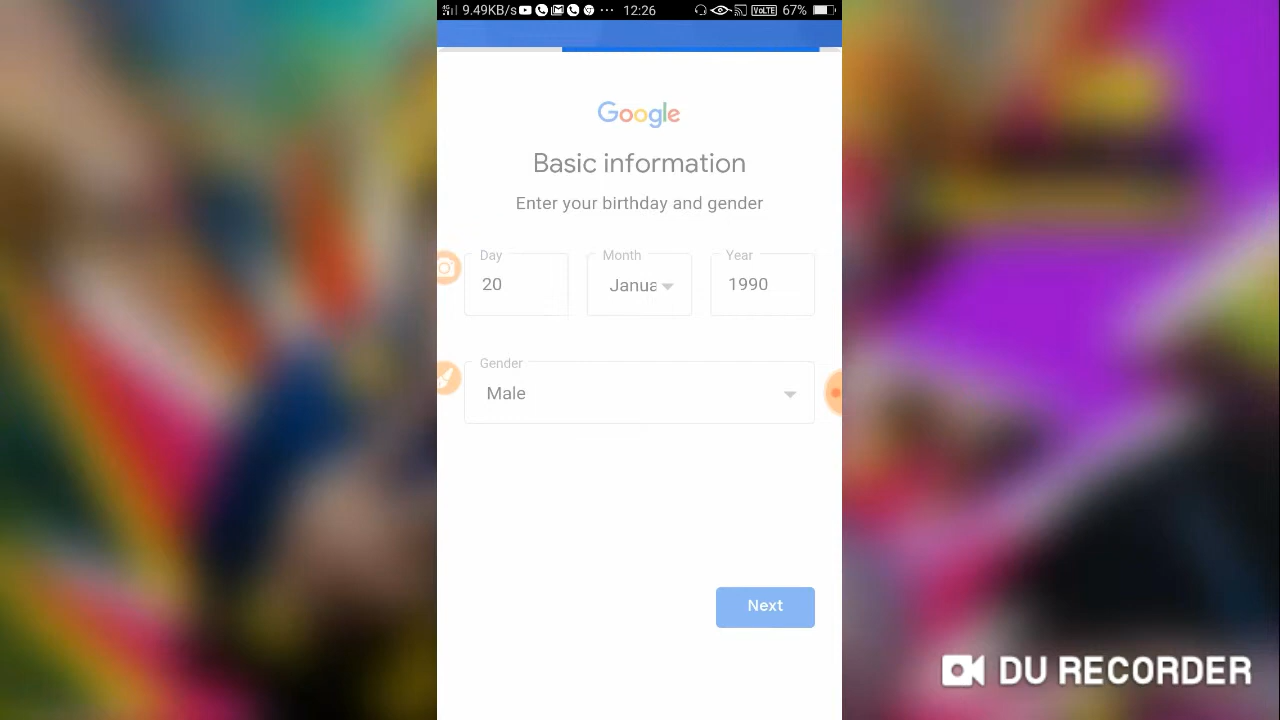 9.49KB/s ... 12:26 VoLTE 67%
Google
Basic information
Enter your birthday and gender
Day Month Year
20 Janua 1990
Gender
Male
Next
DU RECORDER